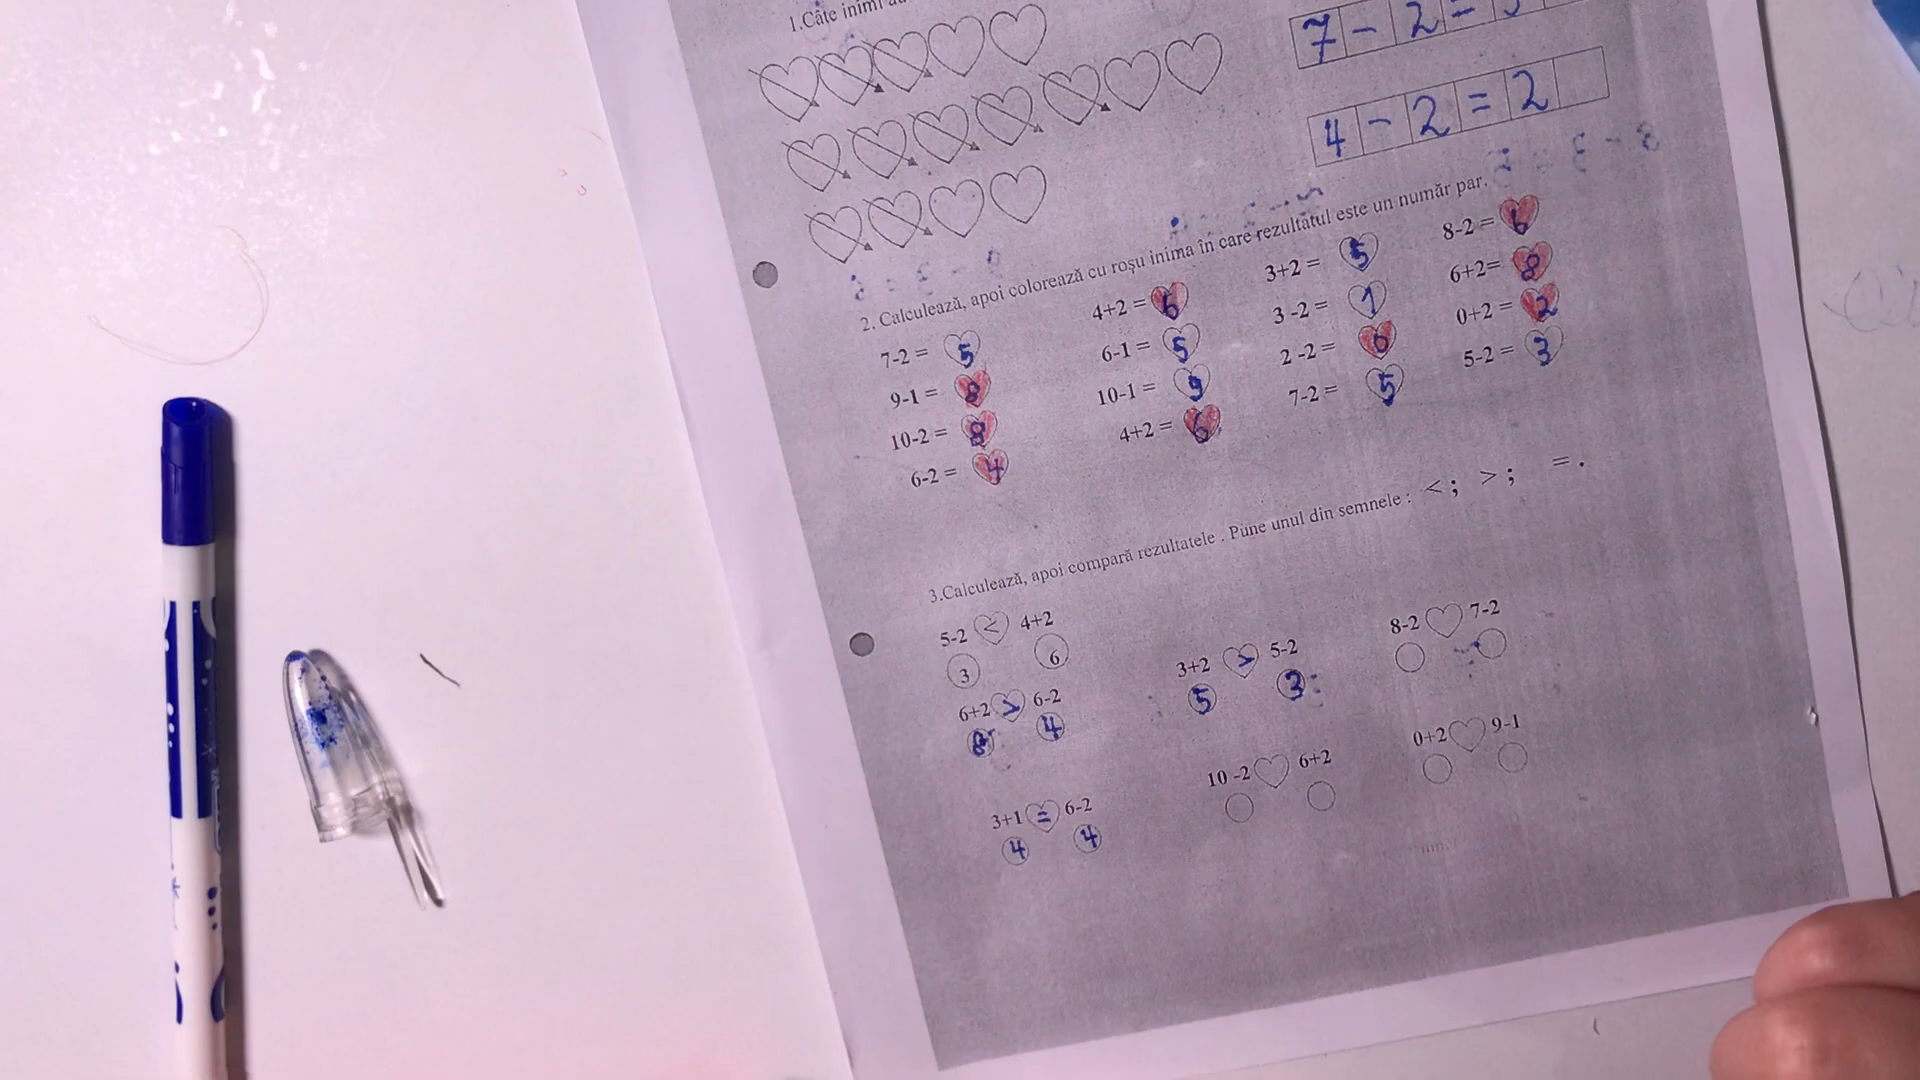 1.Câte inimi
7 - 2 =
4 - 2 = 2
2. Calculează, apoi colorează cu roşu inima în care rezultatul este un număr par.
7-2 = 5
9-1 = 8
10-2 = 8
6-2 = 4
4+2 = 6
6-1 = 5
10-1 = 9
4+2 = 6
3+2 = 5
3 -2 = 1
2 -2 = 0
7-2 = 5
8-2 = 6
6+2= 8
0+2 = 2
5-2 = 3
3.Calculează, apoi compară rezultatele . Pune unul din semnele : < ; > ; = .
5-2 < 4+2
3 6
6+2 > 6-2
8 4
3+1 = 6-2
4 4
3+2 > 5-2
5 3
10 -2 6+2
8-2 7-2
0+2 9-1